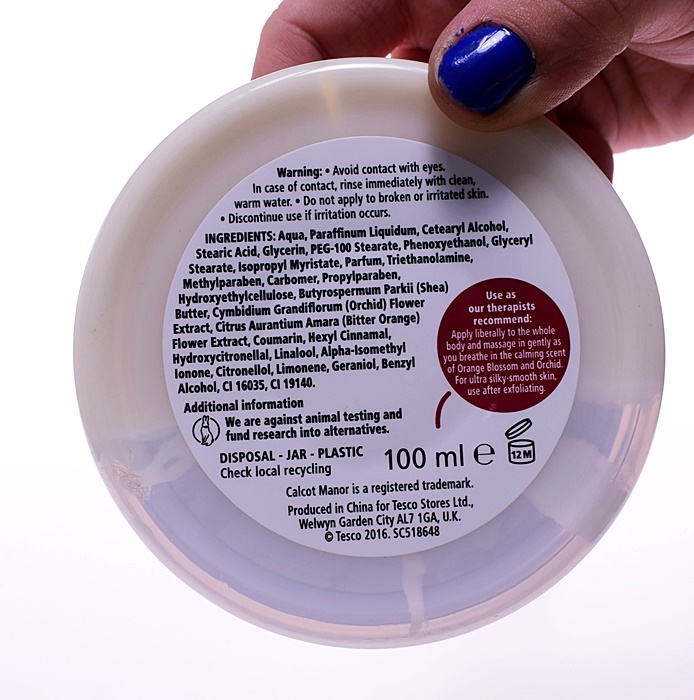 Warning: • Avoid contact with eyes.
In case of contact, rinse immediately with clean,
warm water. • Do not apply to broken or irritated skin.
• Discontinue use if irritation occurs.
INGREDIENTS: Aqua, Paraffinum Liquidum, Cetearyl Alcohol,
Stearic Acid, Glycerin, PEG-100 Stearate, Phenoxyethanol, Glyceryl
Stearate, Isopropyl Myristate, Parfum, Triethanolamine,
Methylparaben, Carbomer, Propylparaben,
Hydroxyethylcellulose, Butyrospermum Parkii (Shea)
Butter, Cymbidium Grandiflorum (Orchid) Flower
Extract, Citrus Aurantium Amara (Bitter Orange)
Flower Extract, Coumarin, Hexyl Cinnamal,
Hydroxycitronellal, Linalool, Alpha-Isomethyl
Ionone, Citronellol, Limonene, Geraniol, Benzyl
Alcohol, CI 16035, CI 19140.
Use as
our therapists
recommend:
Apply liberally to the whole
body and massage in gently as
you breathe in the calming scent
of Orange Blossom and Orchid.
For ultra silky-smooth skin,
use after exfoliating.
Additional information
We are against animal testing and
fund research into alternatives.
DISPOSAL - JAR - PLASTIC
Check local recycling
100 ml e
12 M
Calcot Manor is a registered trademark.
Produced in China for Tesco Stores Ltd.,
Welwyn Garden City AL7 1GA, U.K.
© Tesco 2016. SC518648